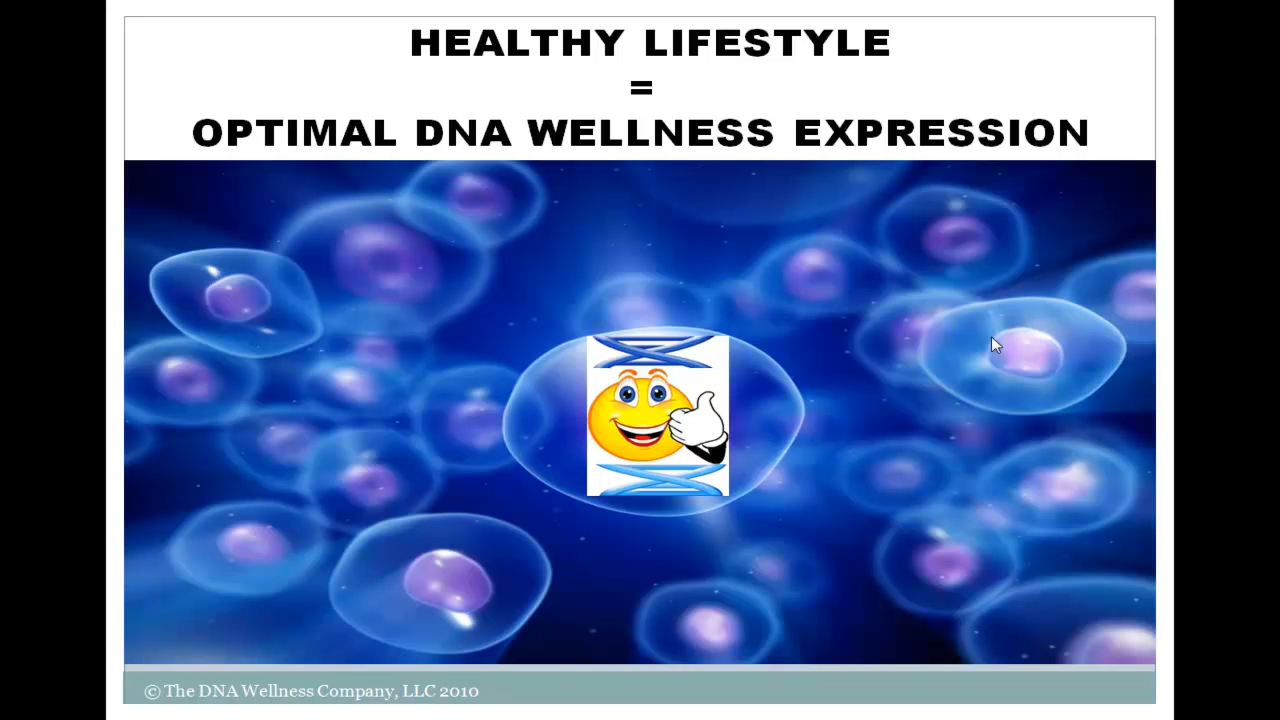 HEALTHY LIFESTYLE
=
OPTIMAL DNA WELLNESS EXPRESSION
© The DNA Wellness Company, LLC 2010